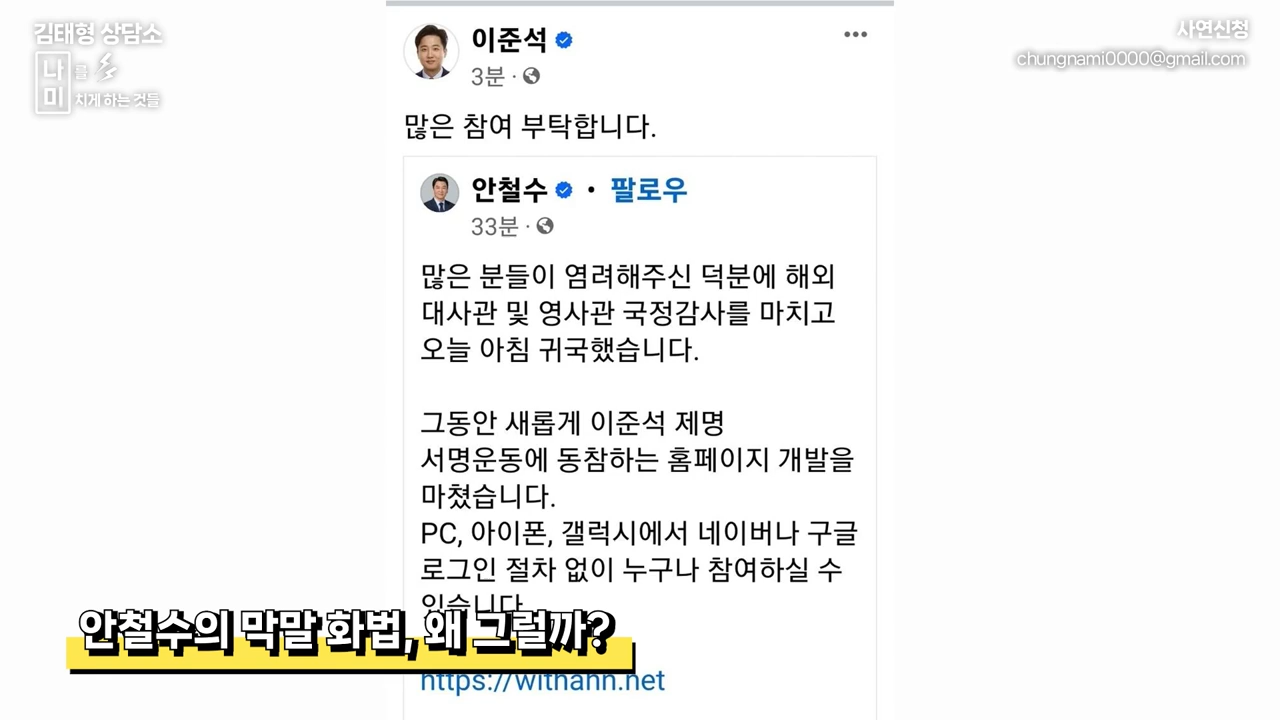 김태형 상담소
나를
미치게 하는 것들
사연신청
chungnami0000@gmail.com
이준석
3분 ·
많은 참여 부탁합니다.
안철수 • 팔로우
33분 ·
많은 분들이 염려해주신 덕분에 해외
대사관 및 영사관 국정감사를 마치고
오늘 아침 귀국했습니다.
그동안 새롭게 이준석 제명
서명운동에 동참하는 홈페이지 개발을
마쳤습니다.
PC, 아이폰, 갤럭시에서 네이버나 구글
로그인 절차 없이 누구나 참여하실 수
있습니다
안철수의 막말 화법, 왜 그럴까?
https://withahn.net